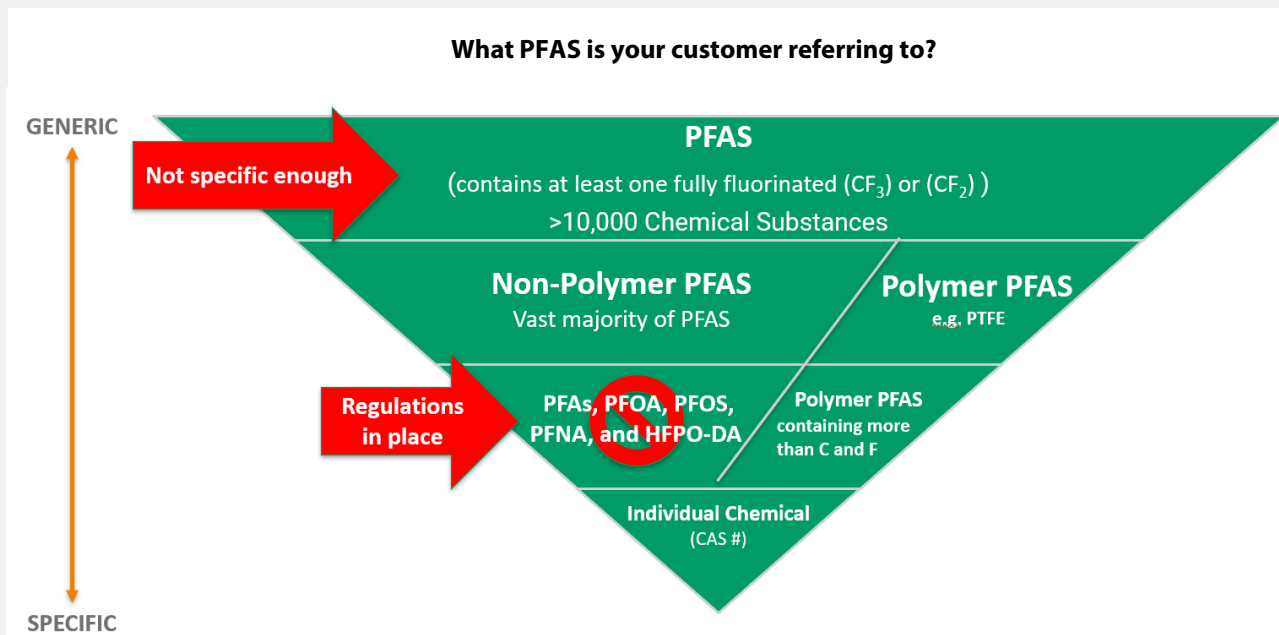 What PFAS is your customer referring to?
GENERIC
Not specific enough
PFAS
(contains at least one fully fluorinated (CF₃) or (CF₂) )
>10,000 Chemical Substances
Non-Polymer PFAS
Vast majority of PFAS
Polymer PFAS
e.g. PTFE
Regulations
in place
PFAs, PFOA, PFOS,
PFNA, and HFPO-DA
Polymer PFAS
containing more
than C and F
Individual Chemical
(CAS #)
SPECIFIC